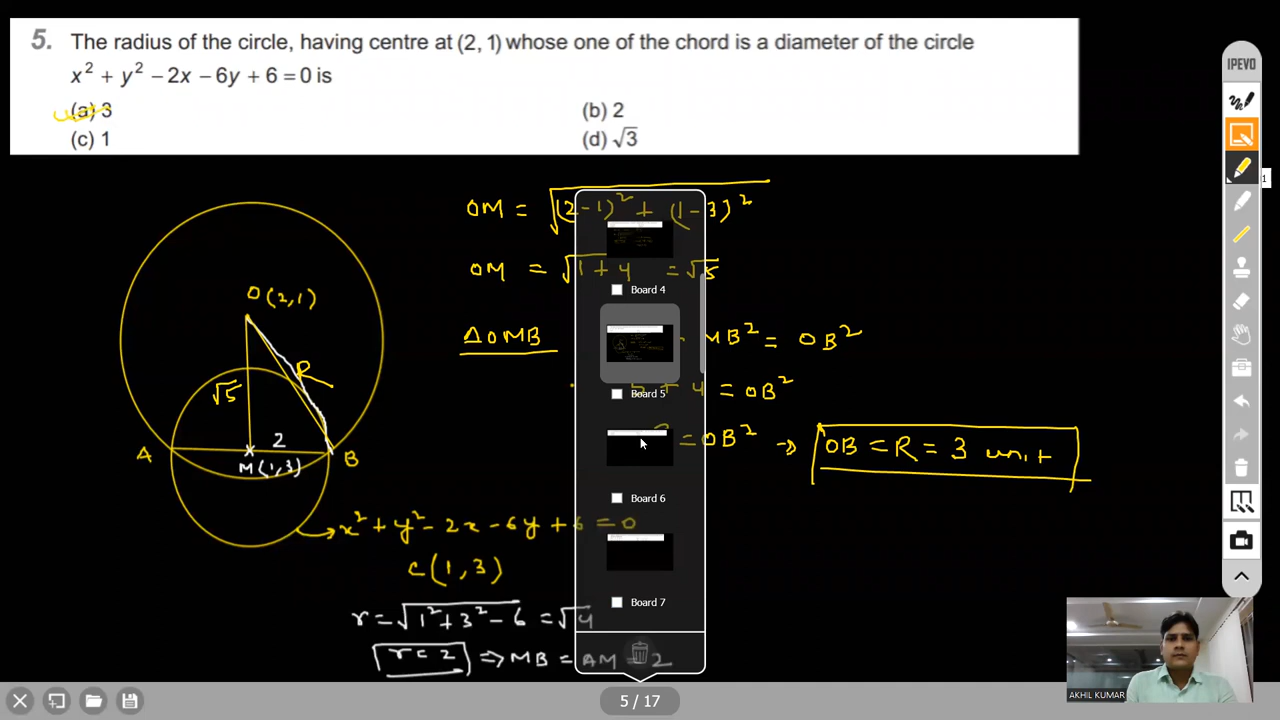 5. The radius of the circle, having centre at (2, 1) whose one of the chord is a diameter of the circle
x² + y² − 2x − 6y + 6 = 0 is
(a) 3
(b) 2
(c) 1
(d) √3
IPEVO
1
OM = √(2-1)² + (1-3)²
OM = √1+4 = √5
O(2,1)
ΔOMB
MB² = OB²
5 + 4 = OB²
= OB² → OB = R = 3 unit
√5
R
2
A
B
M(1,3)
x² + y² - 2x - 6y + 6 = 0
C(1,3)
r = √1²+3²-6 = √4
r = 2 ⇒ MB = AM = 2
Board 4
Board 5
Board 6
Board 7
5 / 17
AKHIL KUMAR